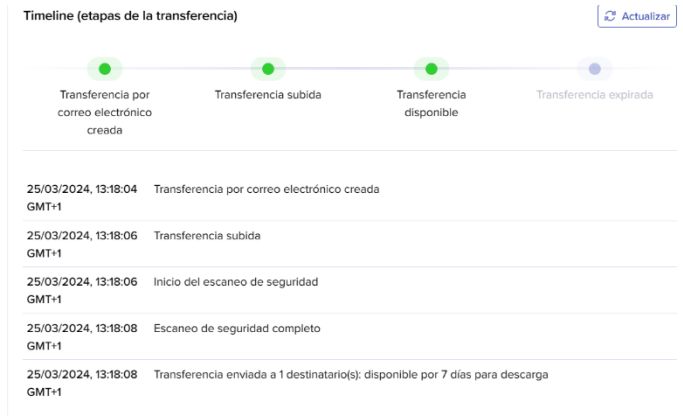 Timeline (etapas de la transferencia)
Actualizar
Transferencia por
correo electrónico
creada
Transferencia subida
Transferencia
disponible
Transferencia expirada
25/03/2024, 13:18:04 Transferencia por correo electrónico creada
GMT+1
25/03/2024, 13:18:06 Transferencia subida
GMT+1
25/03/2024, 13:18:06 Inicio del escaneo de seguridad
GMT+1
25/03/2024, 13:18:08 Escaneo de seguridad completo
GMT+1
25/03/2024, 13:18:08 Transferencia enviada a 1 destinatario(s): disponible por 7 días para descarga
GMT+1